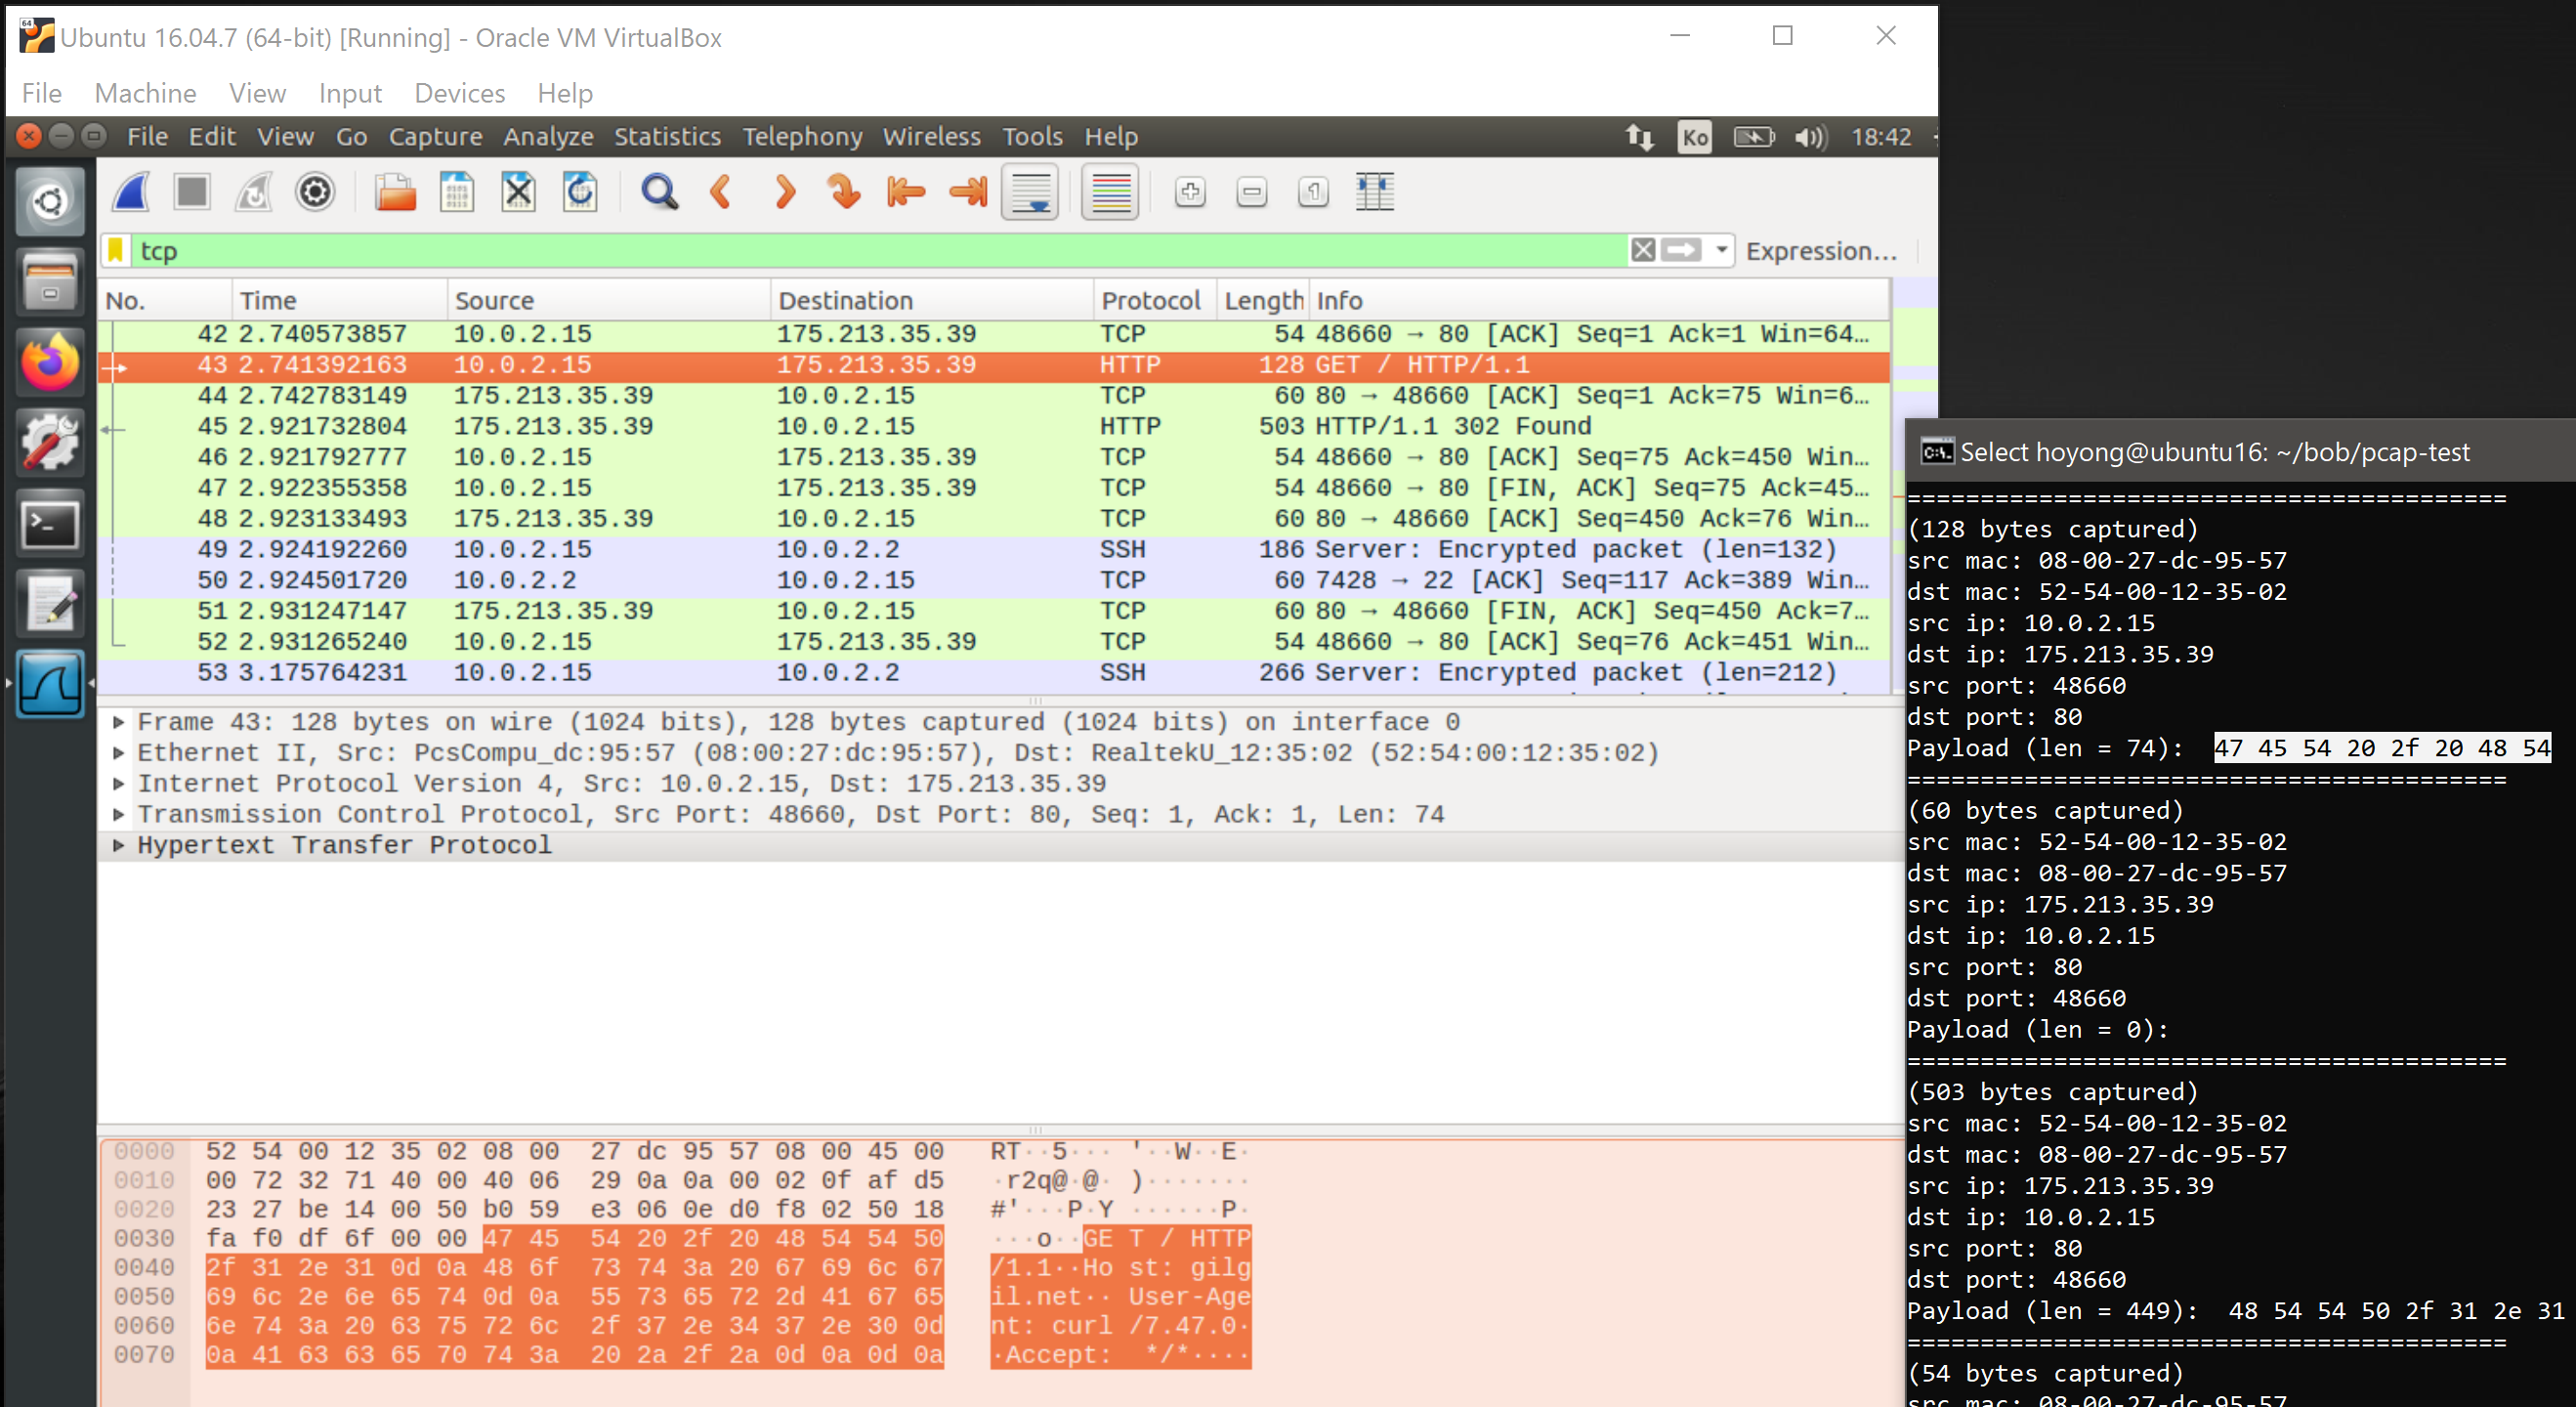 Ubuntu 16.04.7 (64-bit) [Running] - Oracle VM VirtualBox
File Machine View Input Devices Help
File Edit View Go Capture Analyze Statistics Telephony Wireless Tools Help Ko 18:42
tcp Expression…
No. Time Source Destination Protocol Length Info
42 2.740573857 10.0.2.15 175.213.35.39 TCP 54 48660 → 80 [ACK] Seq=1 Ack=1 Win=64…
43 2.741392163 10.0.2.15 175.213.35.39 HTTP 128 GET / HTTP/1.1
44 2.742783149 175.213.35.39 10.0.2.15 TCP 60 80 → 48660 [ACK] Seq=1 Ack=75 Win=6…
45 2.921732804 175.213.35.39 10.0.2.15 HTTP 503 HTTP/1.1 302 Found
46 2.921792777 10.0.2.15 175.213.35.39 TCP 54 48660 → 80 [ACK] Seq=75 Ack=450 Win…
47 2.922355358 10.0.2.15 175.213.35.39 TCP 54 48660 → 80 [FIN, ACK] Seq=75 Ack=45…
48 2.923133493 175.213.35.39 10.0.2.15 TCP 60 80 → 48660 [ACK] Seq=450 Ack=76 Win…
49 2.924192260 10.0.2.15 10.0.2.2 SSH 186 Server: Encrypted packet (len=132)
50 2.924501720 10.0.2.2 10.0.2.15 TCP 60 7428 → 22 [ACK] Seq=117 Ack=389 Win…
51 2.931247147 175.213.35.39 10.0.2.15 TCP 60 80 → 48660 [FIN, ACK] Seq=450 Ack=7…
52 2.931265240 10.0.2.15 175.213.35.39 TCP 54 48660 → 80 [ACK] Seq=76 Ack=451 Win…
53 3.175764231 10.0.2.15 10.0.2.2 SSH 266 Server: Encrypted packet (len=212)
Frame 43: 128 bytes on wire (1024 bits), 128 bytes captured (1024 bits) on interface 0
Ethernet II, Src: PcsCompu_dc:95:57 (08:00:27:dc:95:57), Dst: RealtekU_12:35:02 (52:54:00:12:35:02)
Internet Protocol Version 4, Src: 10.0.2.15, Dst: 175.213.35.39
Transmission Control Protocol, Src Port: 48660, Dst Port: 80, Seq: 1, Ack: 1, Len: 74
Hypertext Transfer Protocol
0000 52 54 00 12 35 02 08 00 27 dc 95 57 08 00 45 00 RT··5··· '··W··E·
0010 00 72 32 71 40 00 40 06 29 0a 0a 00 02 0f af d5 ·r2q@·@· )·······
0020 23 27 be 14 00 50 b0 59 e3 06 0e d0 f8 02 50 18 #'···P·Y ······P·
0030 fa f0 df 6f 00 00 47 45 54 20 2f 20 48 54 54 50 ···o··GE T / HTTP
0040 2f 31 2e 31 0d 0a 48 6f 73 74 3a 20 67 69 6c 67 /1.1··Ho st: gilg
0050 69 6c 2e 6e 65 74 0d 0a 55 73 65 72 2d 41 67 65 il.net·· User-Age
0060 6e 74 3a 20 63 75 72 6c 2f 37 2e 34 37 2e 30 0d nt: curl /7.47.0·
0070 0a 41 63 63 65 70 74 3a 20 2a 2f 2a 0d 0a 0d 0a ·Accept: */*····
Select hoyong@ubuntu16: ~/bob/pcap-test
=========================================
(128 bytes captured)
src mac: 08-00-27-dc-95-57
dst mac: 52-54-00-12-35-02
src ip: 10.0.2.15
dst ip: 175.213.35.39
src port: 48660
dst port: 80
Payload (len = 74): 47 45 54 20 2f 20 48 54
=========================================
(60 bytes captured)
src mac: 52-54-00-12-35-02
dst mac: 08-00-27-dc-95-57
src ip: 175.213.35.39
dst ip: 10.0.2.15
src port: 80
dst port: 48660
Payload (len = 0):
=========================================
(503 bytes captured)
src mac: 52-54-00-12-35-02
dst mac: 08-00-27-dc-95-57
src ip: 175.213.35.39
dst ip: 10.0.2.15
src port: 80
dst port: 48660
Payload (len = 449): 48 54 54 50 2f 31 2e 31
=========================================
(54 bytes captured)
src mac: 08-00-27-dc-95-57